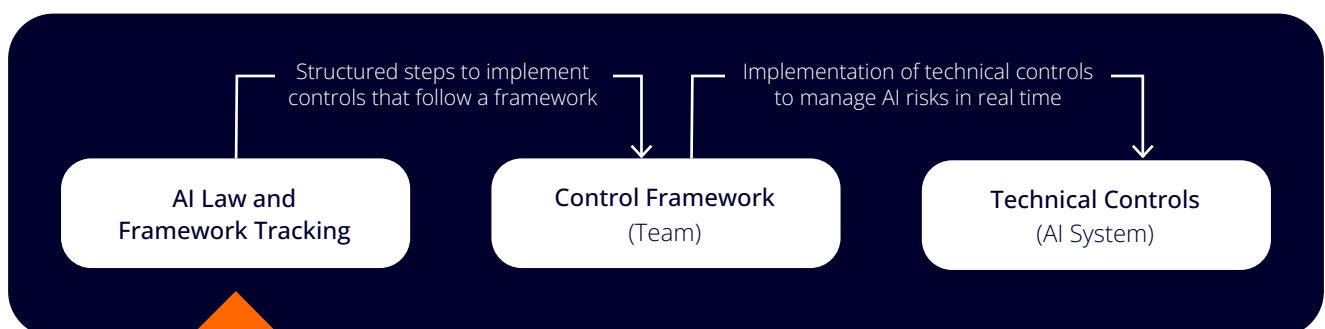 Structured steps to implement
controls that follow a framework
Implementation of technical controls
to manage AI risks in real time
AI Law and
Framework Tracking
Control Framework
(Team)
Technical Controls
(AI System)